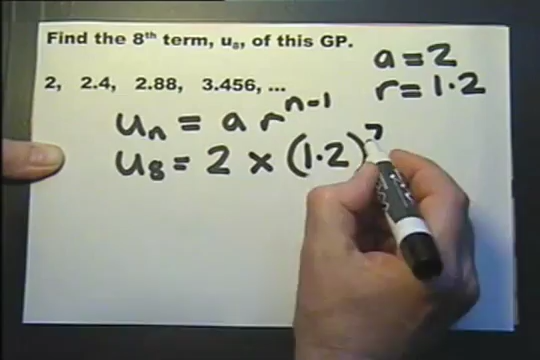 Find the 8th term, u₈, of this GP.
a = 2
2, 2.4, 2.88, 3.456, ...
r = 1·2
uₙ = a rⁿ⁻¹
u₈ = 2 × (1·2)⁷